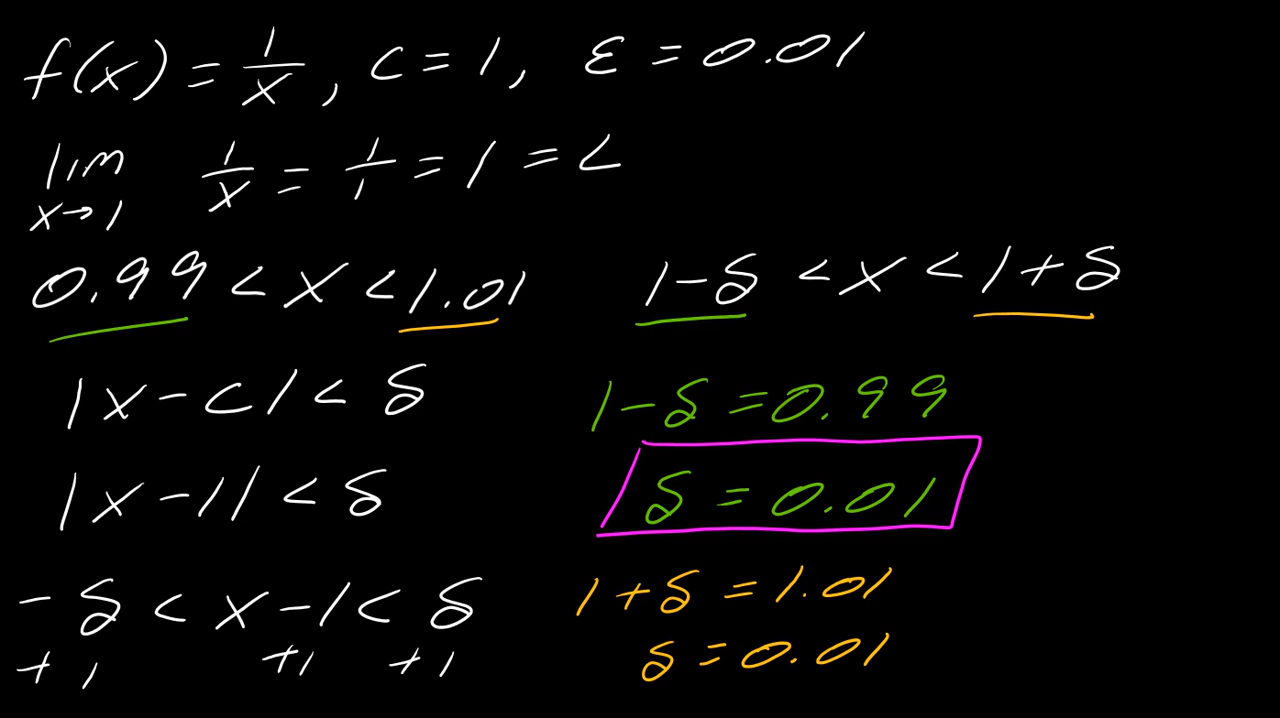 f(x) = 1/x, c = 1, ε = 0.01
lim x→1 1/x = 1/1 = 1 = L
0.99 < x < 1.01
1-δ < x < 1+δ
|x - c| < δ
1-δ = 0.99
|x - 1| < δ
δ = 0.01
-δ < x - 1 < δ
+1 +1 +1
1+δ = 1.01
δ = 0.01